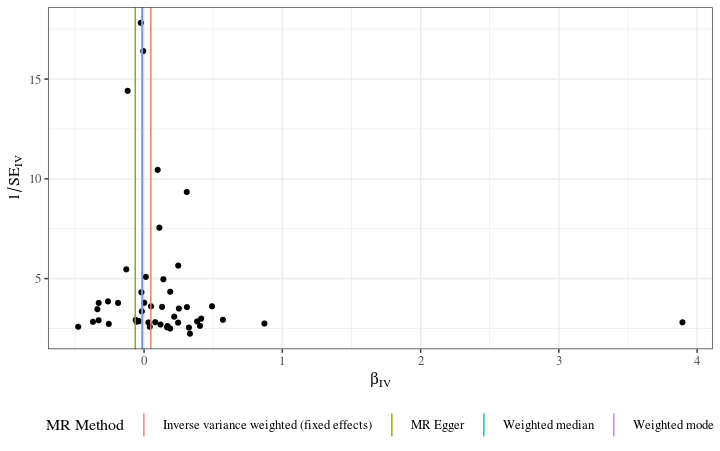 15
10
5
1/SE_IV
0 1 2 3 4
β_IV
MR Method Inverse variance weighted (fixed effects) MR Egger Weighted median Weighted mode